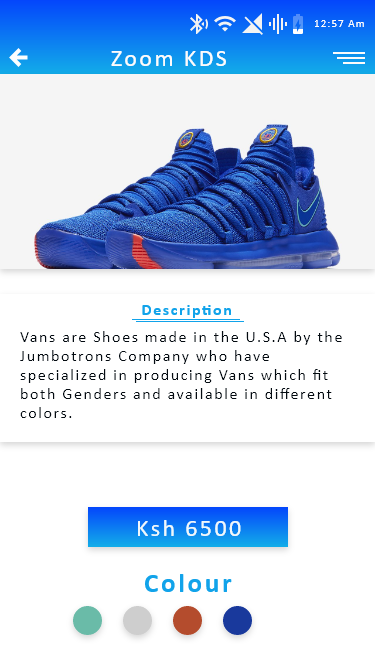 12:57 Am
Zoom KDS
Description
Vans are Shoes made in the U.S.A by the
Jumbotrons Company who have
specialized in producing Vans which fit
both Genders and available in different
colors.
Ksh 6500
Colour